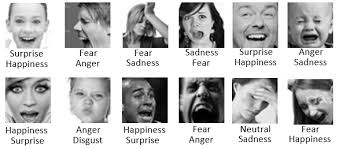 Surprise Fear Fear Sadness Surprise Anger
Happiness Anger Sadness Fear Happiness Sadness
Happiness Anger Happiness Fear Neutral Fear
Surprise Disgust Surprise Anger Sadness Happiness